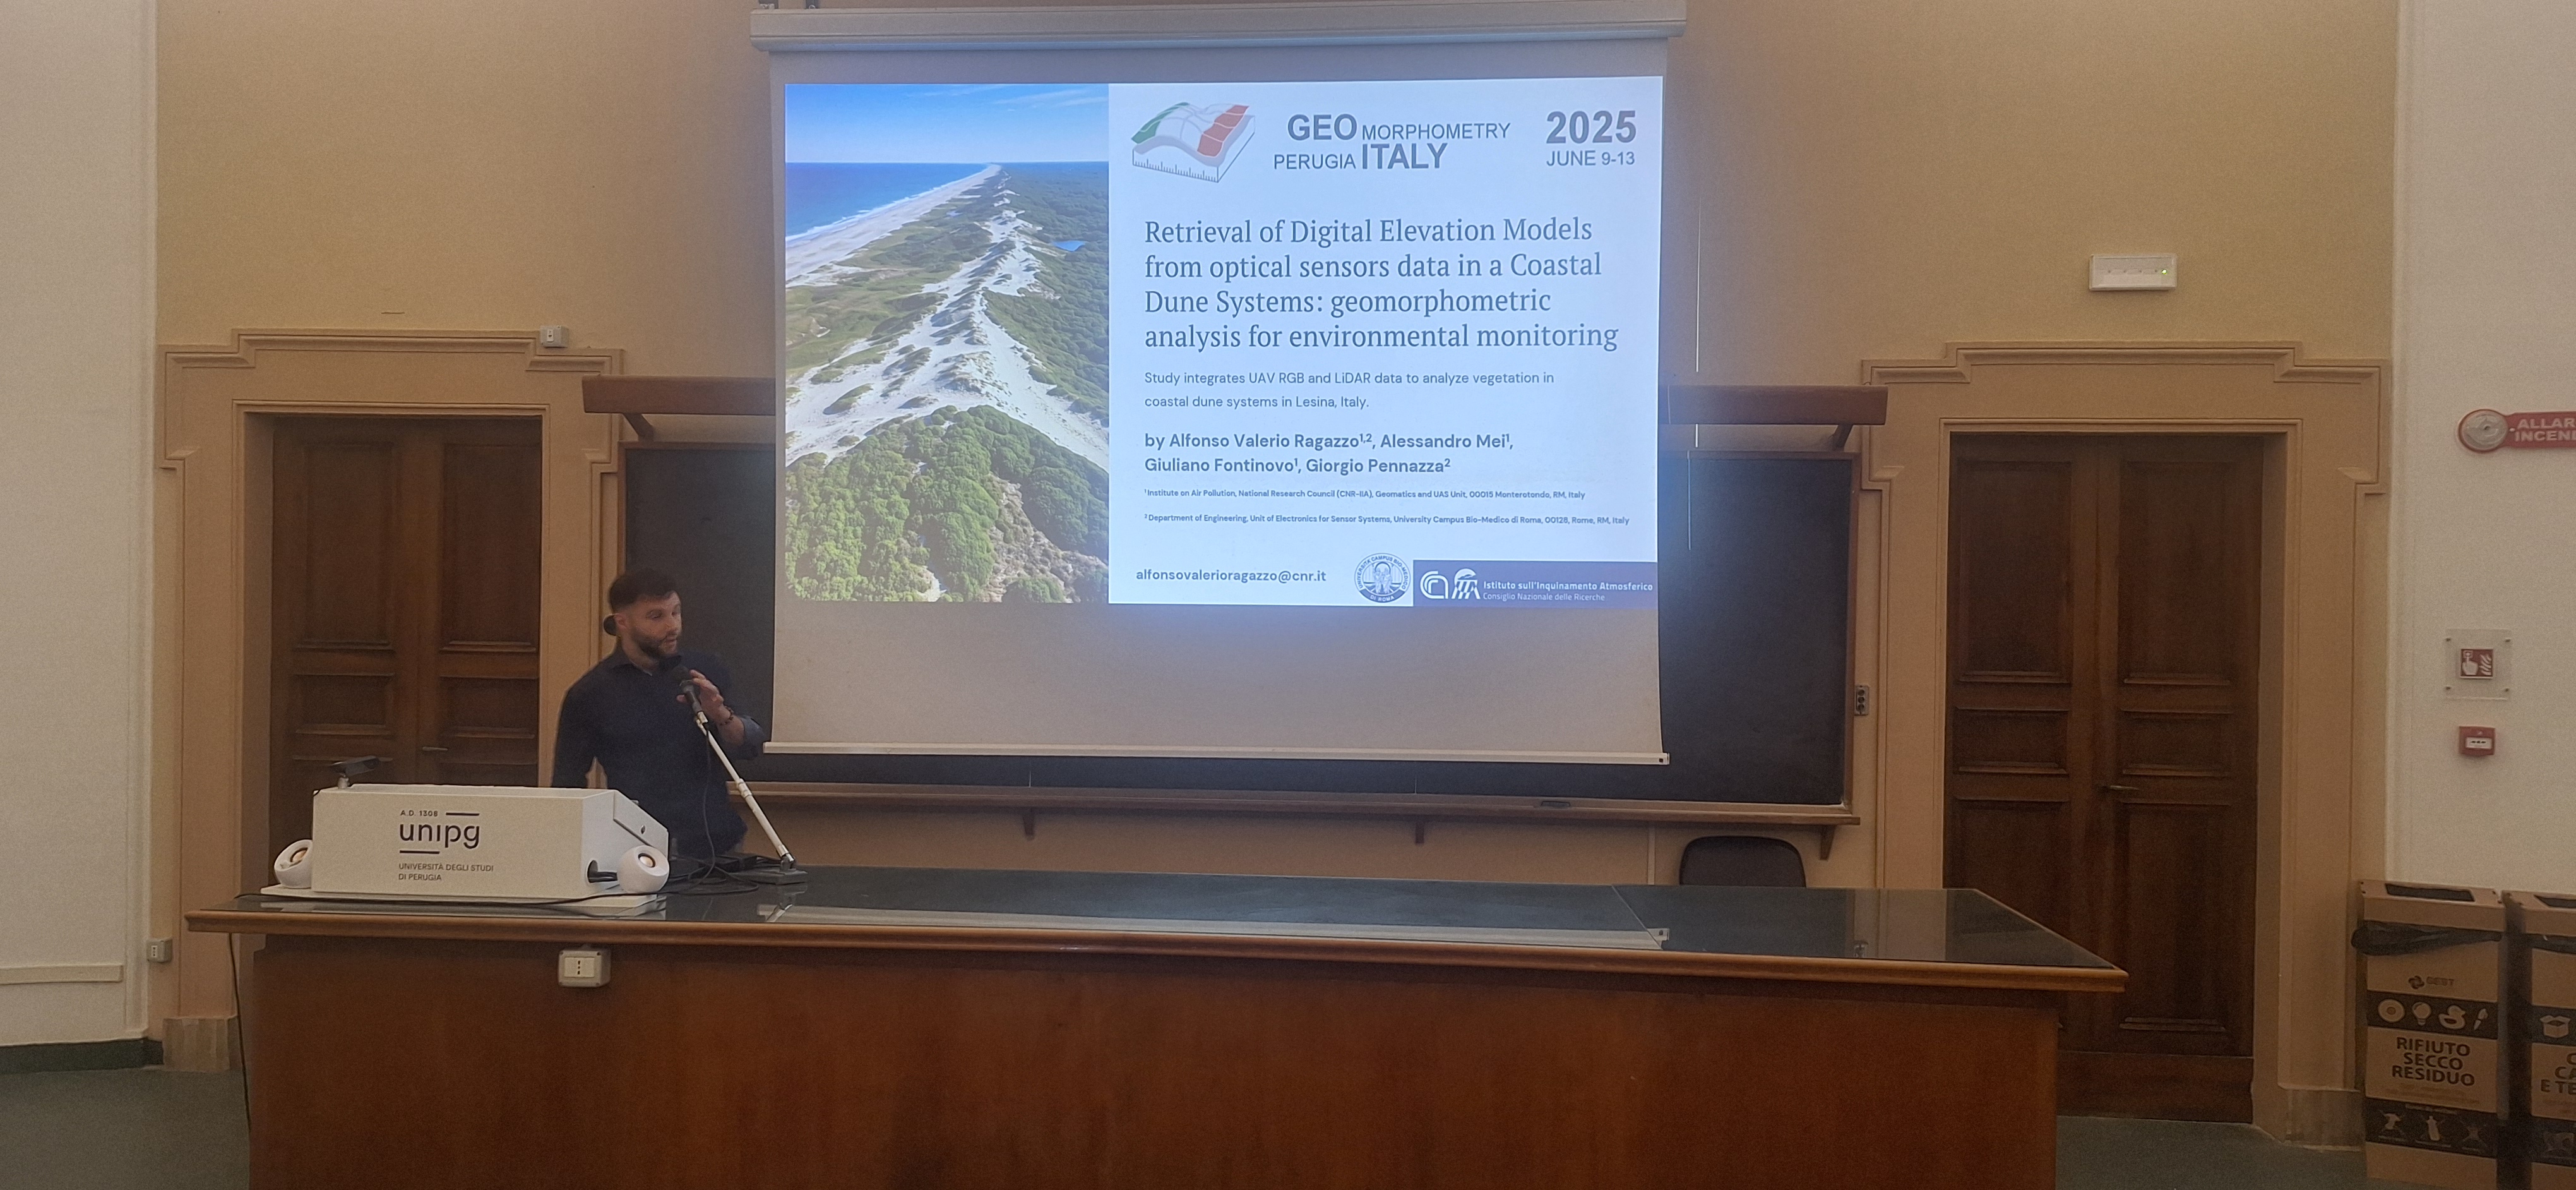 GEO MORPHOMETRY
PERUGIA ITALY
2025
JUNE 9-13
Retrieval of Digital Elevation Models
from optical sensors data in a Coastal
Dune Systems: geomorphometric
analysis for environmental monitoring
Study integrates UAV RGB and LiDAR data to analyze vegetation in
coastal dune systems in Lesina, Italy.
by Alfonso Valerio Ragazzo¹,², Alessandro Mei¹,
Giuliano Fontinovo¹, Giorgio Pennazza²
¹ Institute on Air Pollution, National Research Council (CNR-IIA), Geomatics and UAS Unit, 00015 Monterotondo, RM, Italy
² Department of Engineering, Unit of Electronics for Sensor Systems, University Campus Bio-Medico di Roma, 00128, Rome, RM, Italy
alfonsovalerioragazzo@cnr.it
Istituto sull'Inquinamento Atmosferico
Consiglio Nazionale delle Ricerche
ALLAR
INCEN
A.D. 1308
unipg
UNIVERSITÀ DEGLI STUDI
DI PERUGIA
GEST
RIFIUTO
SECCO
RESIDUO
C
CA
E TE